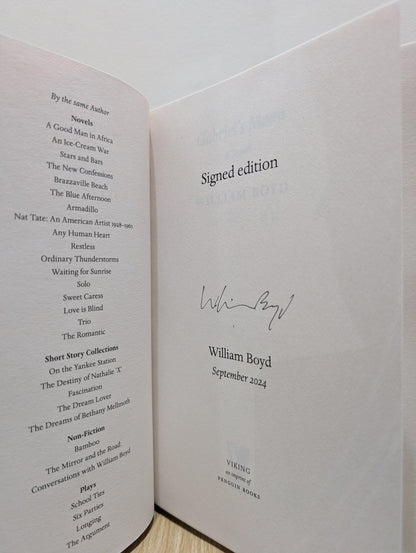 By the same Author
Novels
A Good Man in Africa
An Ice-Cream War
Stars and Bars
The New Confessions
Brazzaville Beach
The Blue Afternoon
Armadillo
Nat Tate: An American Artist 1928–1960
Any Human Heart
Restless
Ordinary Thunderstorms
Waiting for Sunrise
Solo
Sweet Caress
Love is Blind
Trio
The Romantic
Short Story Collections
On the Yankee Station
The Destiny of Nathalie 'X'
Fascination
The Dream Lover
The Dreams of Bethany Mellmoth
Non-Fiction
Bamboo
The Mirror and the Road:
Conversations with William Boyd
Plays
School Ties
Six Parties
Longing
The Argument
Signed edition
William Boyd
William Boyd
September 2024
VIKING
an imprint of
PENGUIN BOOKS